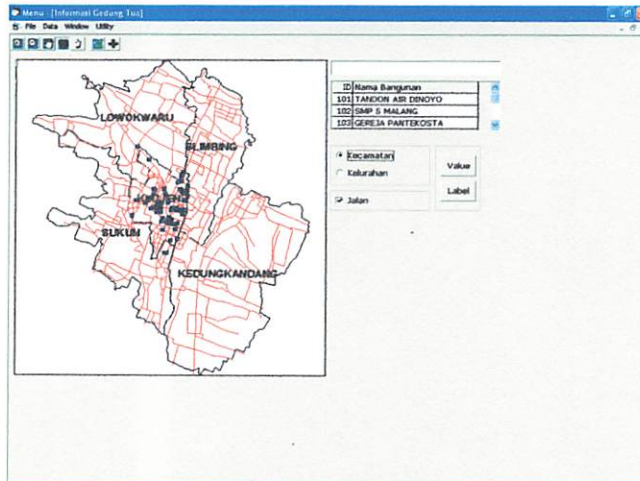 Menu - [Informasi Gedung Tua]
File Data Window Utility
ID Nama Bangunan
101 TANDON AIR DINOYO
102 SMP 5 MALANG
103 GEREJA PANTEKOSTA
Kecamatan
Kelurahan
Jalan
Value
Label
LOWOKWARU
BLIMBING
SUKUN
KEDUNGKANDANG